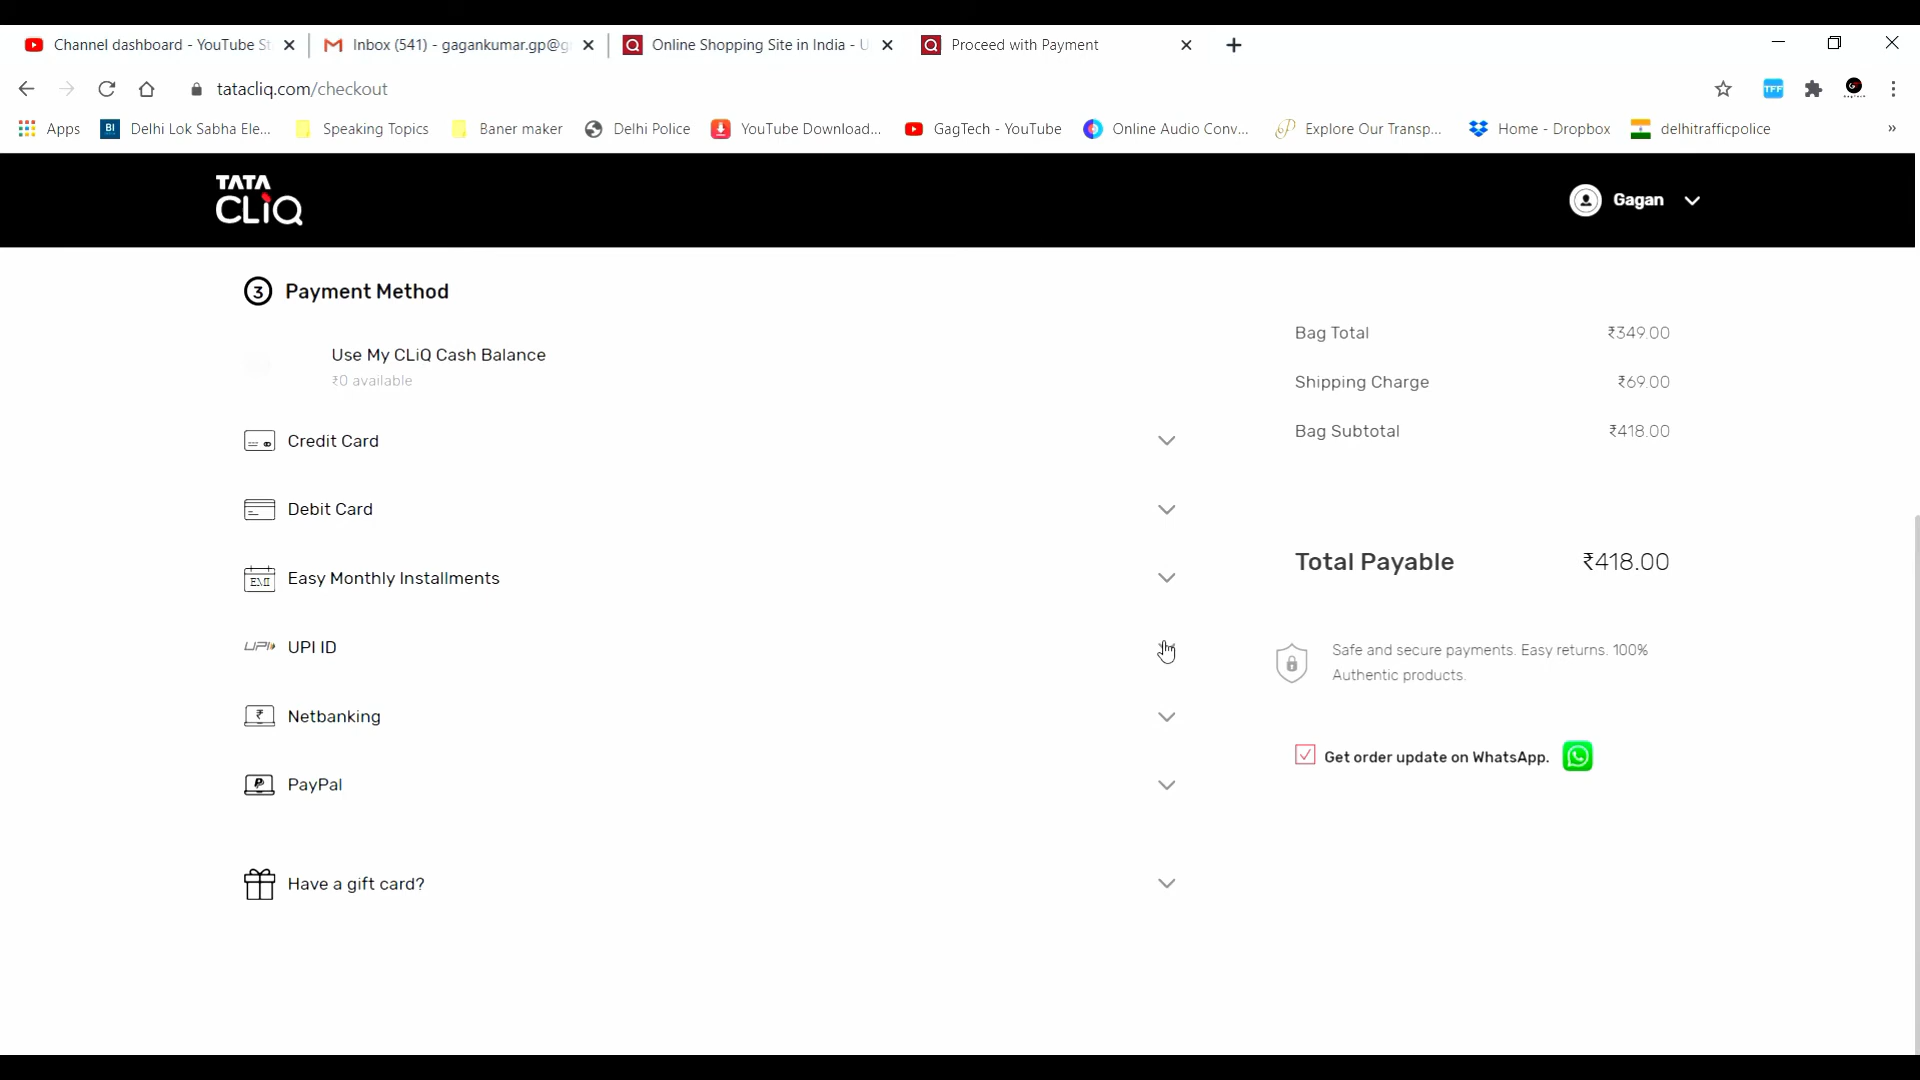 Channel dashboard - YouTube St
Inbox (541) - gagankumar.gp@g
Online Shopping Site in India - U
Proceed with Payment
tatacliq.com/checkout
TFF
Apps
BI Delhi Lok Sabha Ele...
Speaking Topics
Baner maker
Delhi Police
YouTube Download...
GagTech - YouTube
Online Audio Conv...
Explore Our Transp...
Home - Dropbox
delhitrafficpolice
»
TATA
CLiQ
Gagan
3 Payment Method
Use My CLiQ Cash Balance
₹0 available
Credit Card
Debit Card
EMI Easy Monthly Installments
UPI UPI ID
Netbanking
PayPal
Have a gift card?
Bag Total ₹349.00
Shipping Charge ₹69.00
Bag Subtotal ₹418.00
Total Payable ₹418.00
Safe and secure payments. Easy returns. 100%
Authentic products.
Get order update on WhatsApp.